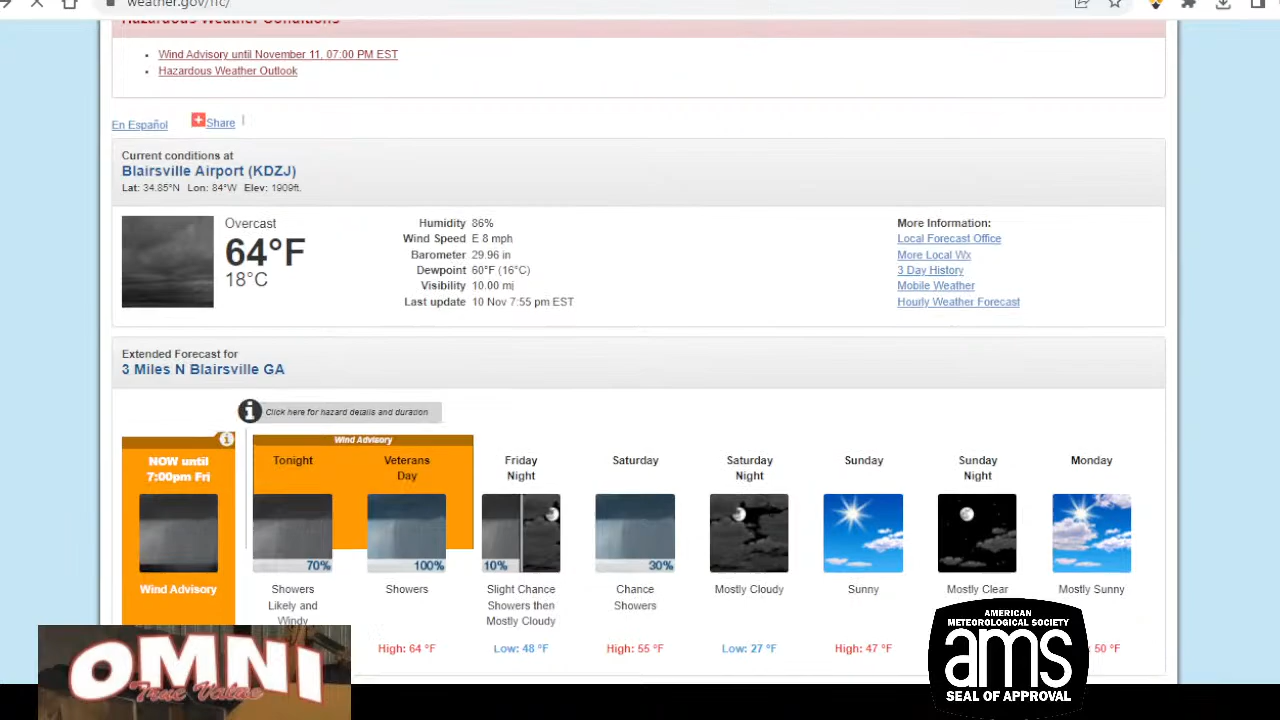 weather.gov/ffc/
Hazardous Weather Conditions
Wind Advisory until November 11, 07:00 PM EST
Hazardous Weather Outlook
En Español
Share
Current conditions at
Blairsville Airport (KDZJ)
Lat: 34.85°N Lon: 84°W Elev: 1909ft.
Overcast
64°F
18°C
Humidity 86%
Wind Speed E 8 mph
Barometer 29.96 in
Dewpoint 60°F (16°C)
Visibility 10.00 mi
Last update 10 Nov 7:55 pm EST
More Information:
Local Forecast Office
More Local Wx
3 Day History
Mobile Weather
Hourly Weather Forecast
Extended Forecast for
3 Miles N Blairsville GA
Click here for hazard details and duration
Wind Advisory
NOW until
7:00pm Fri
Wind Advisory
Tonight
70%
Showers
Likely and
Windy
Veterans
Day
100%
Showers
High: 64 °F
Friday
Night
10%
Slight Chance
Showers then
Mostly Cloudy
Low: 48 °F
Saturday
30%
Chance
Showers
High: 55 °F
Saturday
Night
Mostly Cloudy
Low: 27 °F
Sunday
Sunny
High: 47 °F
Sunday
Night
Mostly Clear
Monday
Mostly Sunny
50 °F
OMNI
True Value
AMERICAN
METEOROLOGICAL SOCIETY
ams
SEAL OF APPROVAL